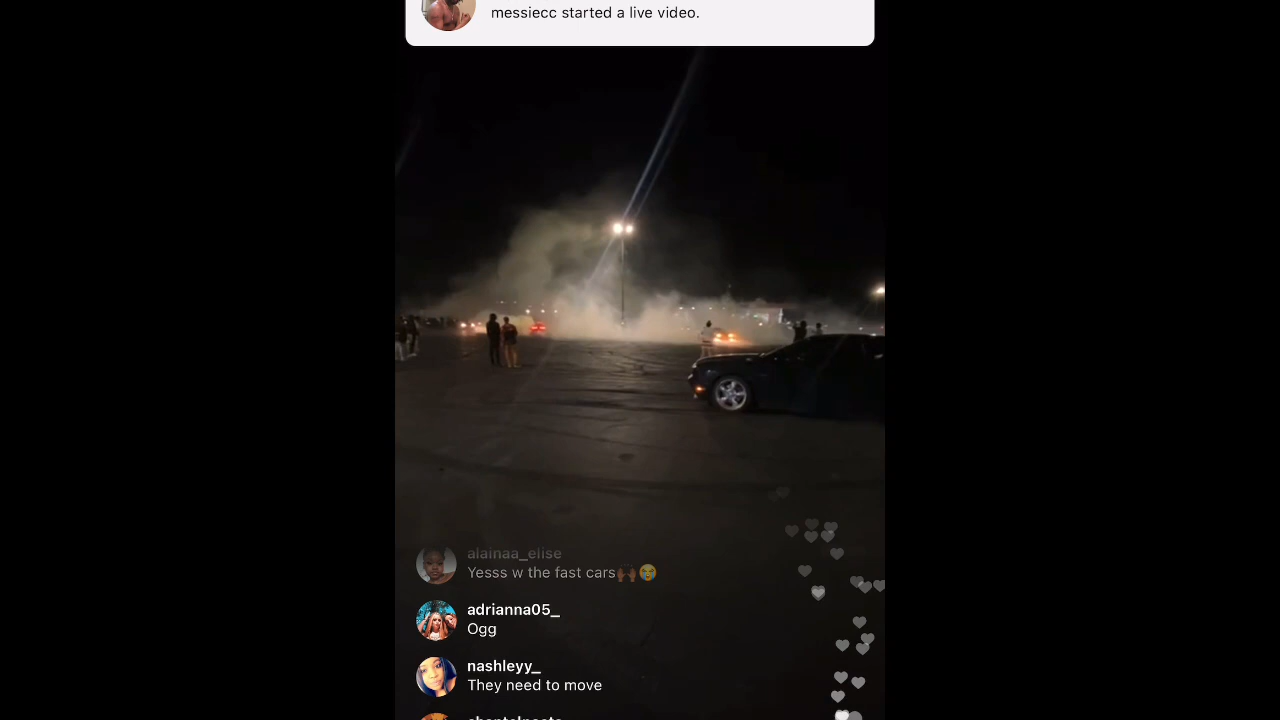 messiecc started a live video.
alainaa_elise
Yesss w the fast cars🙌🏾😭
adrianna05_
Ogg
nashleyy_
They need to move